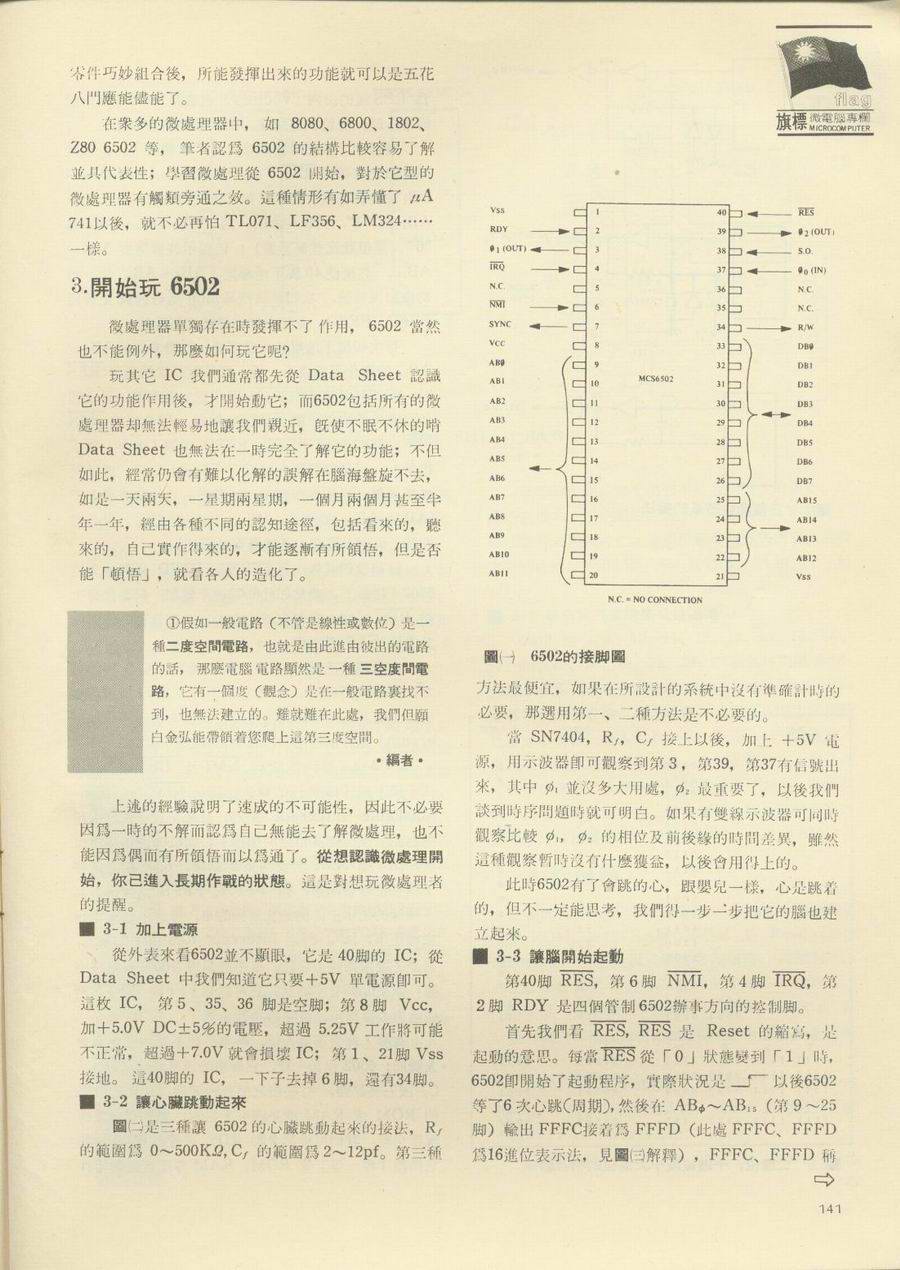 零件巧妙組合後，所能發揮出來的功能就可以是五花
八門應能儘能了。
在衆多的微處理器中，如 8080、6800、1802、
Z80 6502 等，筆者認爲 6502 的結構比較容易了解
並具代表性；學習微處理從 6502 開始，對於它型的
微處理器有觸類旁通之效。這種情形有如弄懂了 μA
741以後，就不必再怕 TL071、LF356、LM324……
一樣。
3.開始玩 6502
微處理器單獨存在時發揮不了作用，6502 當然
也不能例外，那麼如何玩它呢?
玩其它 IC 我們通常都先從 Data Sheet 認識
它的功能作用後，才開始動它；而6502包括所有的微
處理器却無法輕易地讓我們親近，旣使不眠不休的啃
Data Sheet 也無法在一時完全了解它的功能；不但
如此，經常仍會有難以化解的誤解在腦海盤旋不去，
如是一天兩天，一星期兩星期，一個月兩個月甚至半
年一年，經由各種不同的認知途徑，包括看來的，聽
來的，自己實作得來的，才能逐漸有所領悟，但是否
能「頓悟」，就看各人的造化了。
①假如一般電路（不管是線性或數位）是一
種二度空間電路，也就是由此進由彼出的電路
的話，那麼電腦電路顯然是一種三空度間電
路，它有一個度（觀念）是在一般電路裏找不
到，也無法建立的。難就難在此處，我們但願
白金弘能帶領着您爬上這第三度空間。
•編者•
上述的經驗說明了速成的不可能性，因此不必要
因爲一時的不解而認爲自己無能去了解微處理，也不
能因爲偶而有所領悟而以爲通了。從想認識微處理開
始，你已進入長期作戰的狀態。這是對想玩微處理者
的提醒。
■ 3-1 加上電源
從外表來看6502並不顯眼，它是 40脚的 IC；從
Data Sheet 中我們知道它只要+5V 單電源卽可。
這枚 IC，第 5、35、36 脚是空脚；第 8 脚 Vcc，
加+5.0V DC±5%的電壓，超過 5.25V 工作將可能
不正常，超過+7.0V 就會損壞 IC；第 1、21脚 Vss
接地。這40脚的 IC，一下子去掉 6 脚，還有34脚。
■ 3-2 讓心臟跳動起來
圖㈡是三種讓 6502 的心臟跳動起來的接法，Rf
的範圍爲 0～500KΩ, Cf 的範圍爲 2～12pf。第三種
flag
旗標 微電腦專欄
MICROCOMPUTER
Vss 1 40 RES
RDY 2 39 φ2 (OUT)
φ1 (OUT) 3 38 S.O.
IRQ 4 37 φ0 (IN)
N.C. 5 36 N.C.
NMI 6 35 N.C.
SYNC 7 34 R/W
VCC 8 33 DB0
AB0 9 32 DB1
AB1 10 31 DB2
AB2 11 30 DB3
AB3 12 29 DB4
AB4 13 28 DB5
AB5 14 27 DB6
AB6 15 26 DB7
AB7 16 25 AB15
AB8 17 24 AB14
AB9 18 23 AB13
AB10 19 22 AB12
AB11 20 21 Vss
MCS6502
N.C. = NO CONNECTION
圖㈠ 6502的接脚圖
方法最便宜，如果在所設計的系統中沒有準確計時的
必要，那選用第一、二種方法是不必要的。
當 SN7404，Rf，Cf 接上以後，加上 +5V 電
源，用示波器卽可觀察到第 3，第39，第37有信號出
來，其中 φ1 並沒多大用處，φ2 最重要了，以後我們
談到時序問題時就可明白。如果有雙線示波器可同時
觀察比較 φ1，φ2 的相位及前後緣的時間差異，雖然
這種觀察暫時沒有什麼獲益，以後會用得上的。
此時6502有了會跳的心，跟嬰兒一樣，心是跳着
的，但不一定能思考，我們得一步一步把它的腦也建
立起來。
■ 3-3 讓腦開始起動
第40脚 RES，第 6 脚 NMI，第 4 脚 IRQ，第
2 脚 RDY 是四個管制 6502辦事方向的控制脚。
首先我們看 RES, RES 是 Reset 的縮寫，是
起動的意思。每當 RES 從「0」狀態變到「1」時，
6502卽開始了起動程序，實際狀況是 以後6502
等了6 次心跳(周期)，然後在 ABφ～AB15（第 9～25
脚）輸出 FFFC接着爲 FFFD（此處 FFFC、FFFD
爲16進位表示法，見圖㈢解釋），FFFC、FFFD 稱
⇨
141